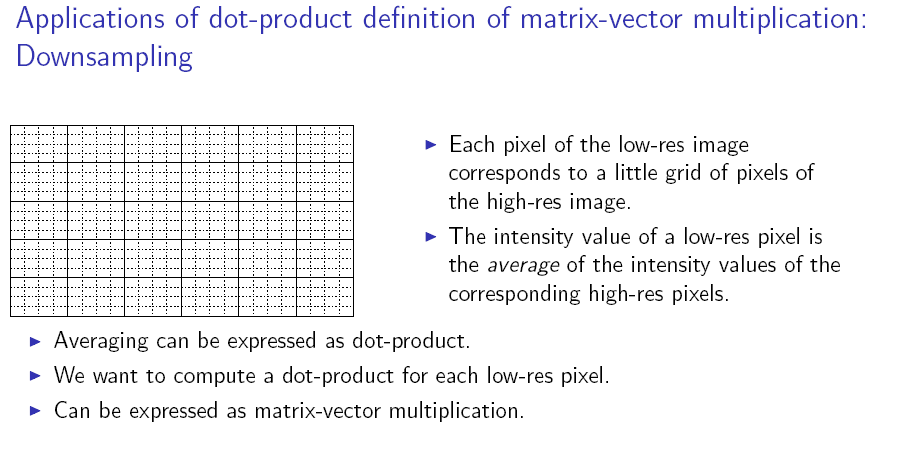 Applications of dot-product definition of matrix-vector multiplication:
Downsampling
▶ Each pixel of the low-res image
corresponds to a little grid of pixels of
the high-res image.
▶ The intensity value of a low-res pixel is
the average of the intensity values of the
corresponding high-res pixels.
▶ Averaging can be expressed as dot-product.
▶ We want to compute a dot-product for each low-res pixel.
▶ Can be expressed as matrix-vector multiplication.